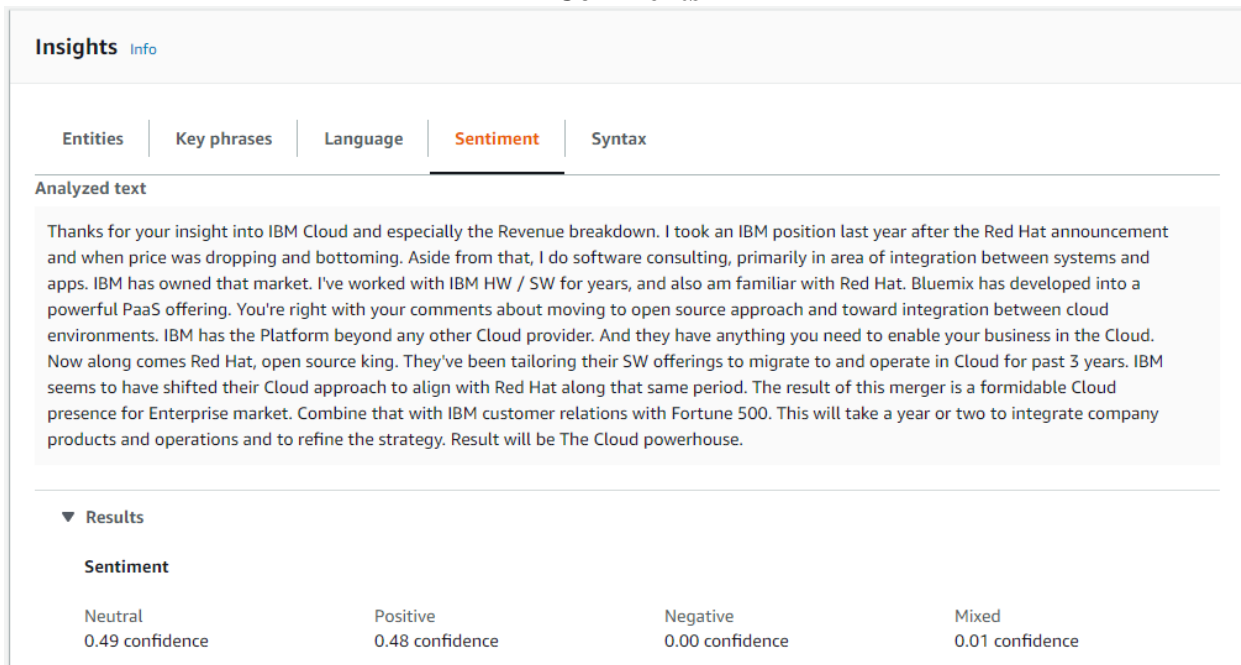 Insights Info
Entities
Key phrases
Language
Sentiment
Syntax
Analyzed text
Thanks for your insight into IBM Cloud and especially the Revenue breakdown. I took an IBM position last year after the Red Hat announcement
and when price was dropping and bottoming. Aside from that, I do software consulting, primarily in area of integration between systems and
apps. IBM has owned that market. I've worked with IBM HW / SW for years, and also am familiar with Red Hat. Bluemix has developed into a
powerful PaaS offering. You're right with your comments about moving to open source approach and toward integration between cloud
environments. IBM has the Platform beyond any other Cloud provider. And they have anything you need to enable your business in the Cloud.
Now along comes Red Hat, open source king. They've been tailoring their SW offerings to migrate to and operate in Cloud for past 3 years. IBM
seems to have shifted their Cloud approach to align with Red Hat along that same period. The result of this merger is a formidable Cloud
presence for Enterprise market. Combine that with IBM customer relations with Fortune 500. This will take a year or two to integrate company
products and operations and to refine the strategy. Result will be The Cloud powerhouse.
▼ Results
Sentiment
Neutral
0.49 confidence
Positive
0.48 confidence
Negative
0.00 confidence
Mixed
0.01 confidence